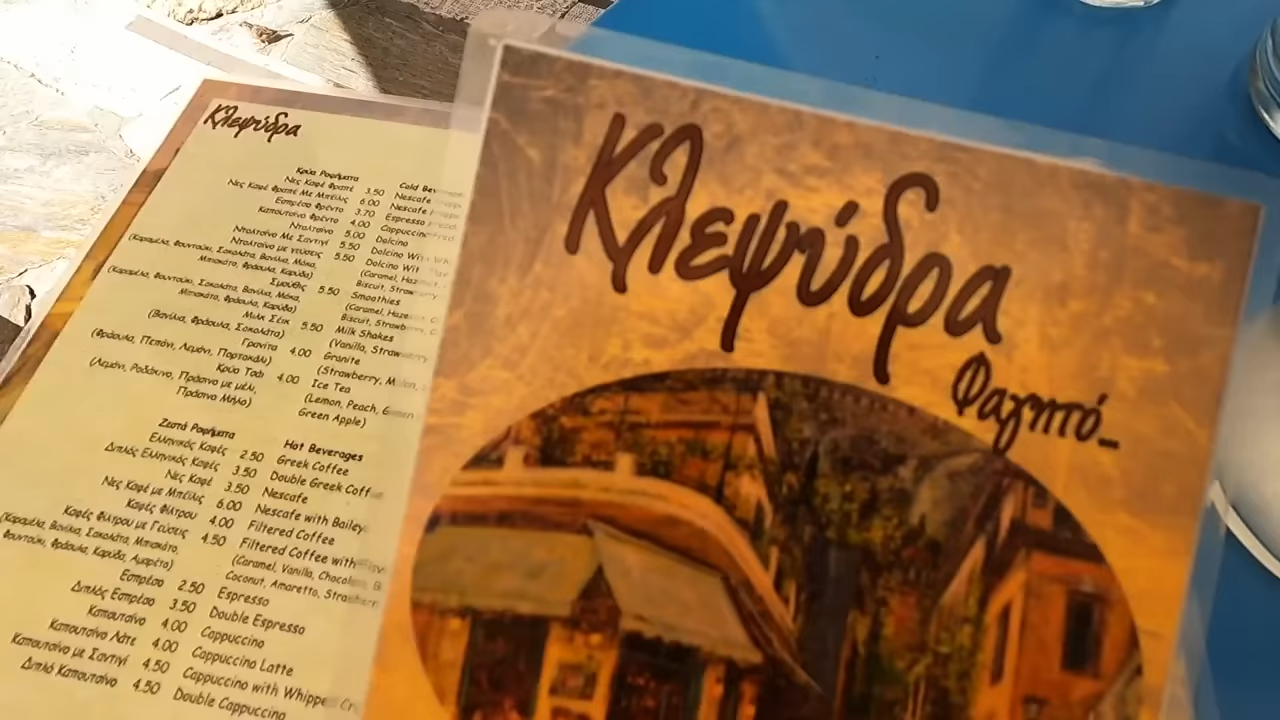 Κλεψύδρα
Κρύα Ροφήματα
Cold
Νες Καφέ Φραπέ 3.50 Nescafe
Νες Καφέ Φραπέ Με Μπέιλις 6.00 Nescafe
Εσπρέσο Φρέντο 3.70 Espresso
Καπουτσίνο Φρέντο 4.00 Cappuccino
Ντολτσίνο 5.00 Dolcino
Ντολτσίνο Με Σαντιγί 5.50 Dolcino
Ντολτσίνο με γεύσεις 5.50 Dolcino
(Καραμέλα, Φουντούκι, Σοκολάτα, Βανίλια, Μόκα, (Caramel,
Μπισκότο, Φράουλα, Καρύδα) Biscuit,
Σμούθις 5.50 Smoothies
(Καραμέλα, Φουντούκι, Σοκολάτα, Βανίλια, Μόκα, (Caramel,
Μπισκότο, Φράουλα, Καρύδα) Biscuit,
Μιλκ Σέικ 5.50 Milk Shakes
(Βανίλια, Φράουλα, Σοκολάτα) (Vanilla,
Γρανίτα 4.00 Granite
(Φράουλα, Πεπόνι, Λεμόνι, Πορτοκάλι) (Strawberry,
Κρύο Τσάι 4.00 Ice Tea
(Λεμόνι, Ροδάκινο, Πράσινο με μέλι, (Lemon, Peach,
Πράσινο Μήλο) Green Apple)
Ζεστά Ροφήματα
Hot Beverages
Ελληνικός Καφές 2.50 Greek Coffee
Διπλός Ελληνικός Καφές 3.50 Double Greek
Νες Καφέ 3.50 Nescafe
Νες Καφέ με Μπέιλις 6.00 Nescafe with
Καφές Φίλτρου 4.00 Filtered Coffee
Καφές Φίλτρου με Γεύσεις 4.50 Filtered Coffee with
(Καραμέλα, Βανίλια, Σοκολάτα, Μπισκότο, (Caramel, Vanilla,
Φουντούκι, Φράουλα, Καρύδα, Αμαρέτο) Coconut, Amaretto,
Εσπρέσο 2.50 Espresso
Διπλός Εσπρέσο 3.50 Double Espresso
Καπουτσίνο 4.00 Cappuccino
Καπουτσίνο Λάτε 4.00 Cappuccino Latte
Καπουτσίνο με Σαντιγί 4.50 Cappuccino with
Διπλό Καπουτσίνο 4.50 Double Cappuccino
Κλεψύδρα
Φαγητό...